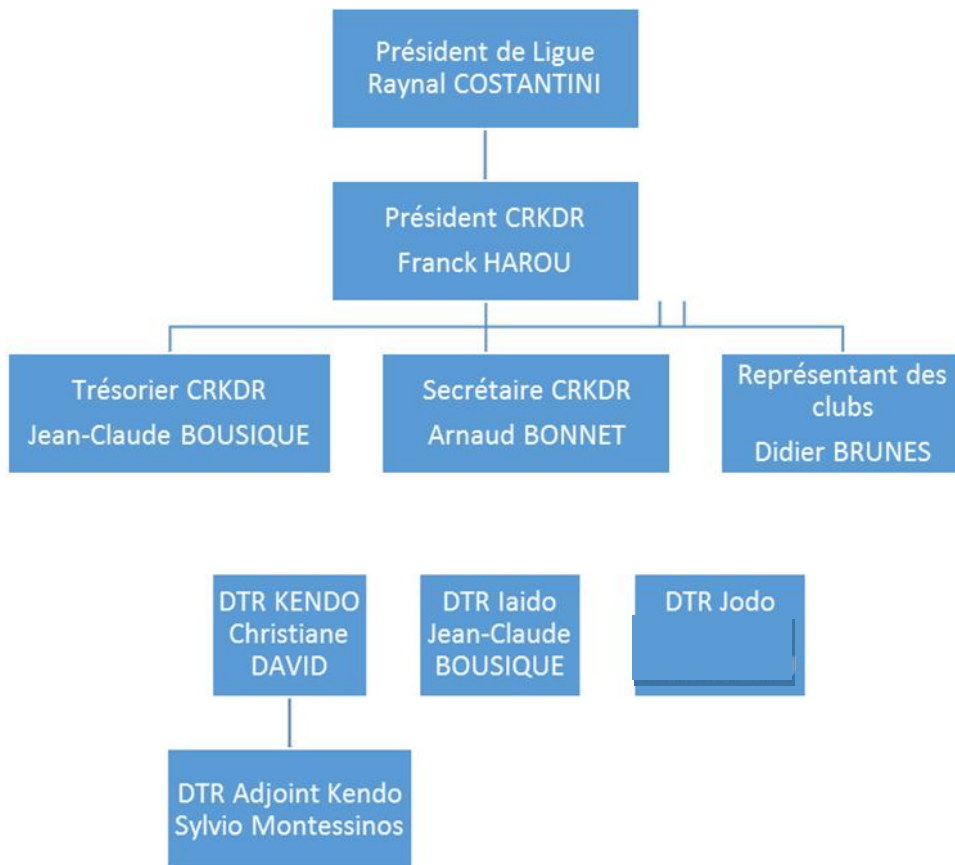 Président de Ligue
Raynal COSTANTINI
Président CRKDR
Franck HAROU
Trésorier CRKDR
Jean-Claude BOUSIQUE
Secrétaire CRKDR
Arnaud BONNET
Représentant des
clubs
Didier BRUNES
DTR KENDO
Christiane
DAVID
DTR Iaido
Jean-Claude
BOUSIQUE
DTR Jodo
DTR Adjoint Kendo
Sylvio Montessinos